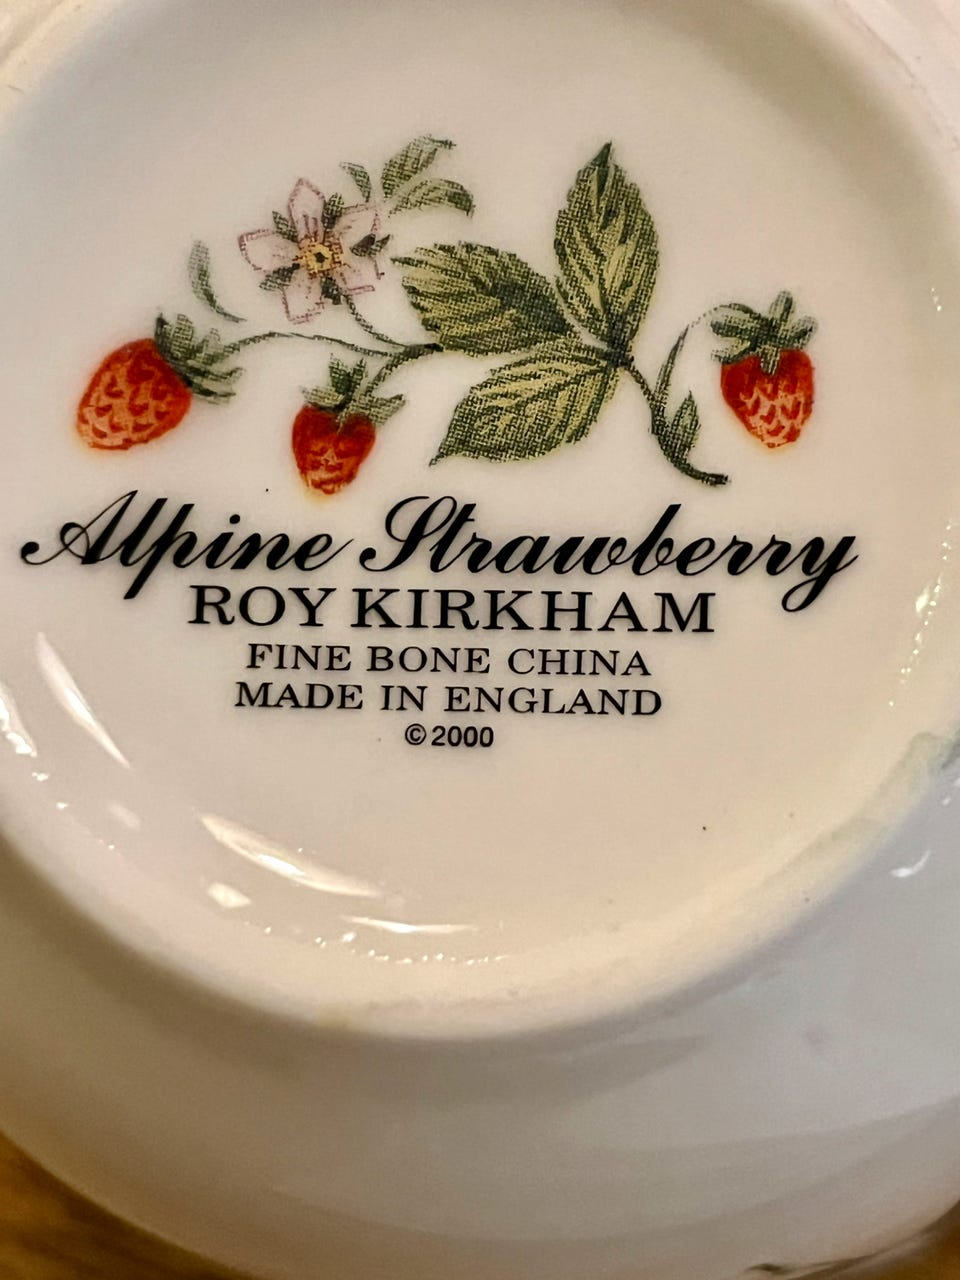 Alpine Strawberry
ROY KIRKHAM
FINE BONE CHINA
MADE IN ENGLAND
©2000